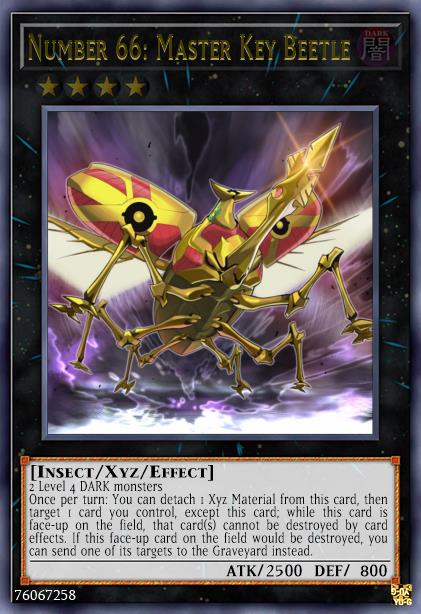 NUMBER 66: MASTER KEY BEETLE
DARK
闇
[INSECT/XYZ/EFFECT]
2 Level 4 DARK monsters
Once per turn: You can detach 1 Xyz Material from this card, then
target 1 card you control, except this card; while this card is
face-up on the field, that card(s) cannot be destroyed by card
effects. If this face-up card on the field would be destroyed, you
can send one of its targets to the Graveyard instead.
ATK/2500 DEF/ 800
76067258